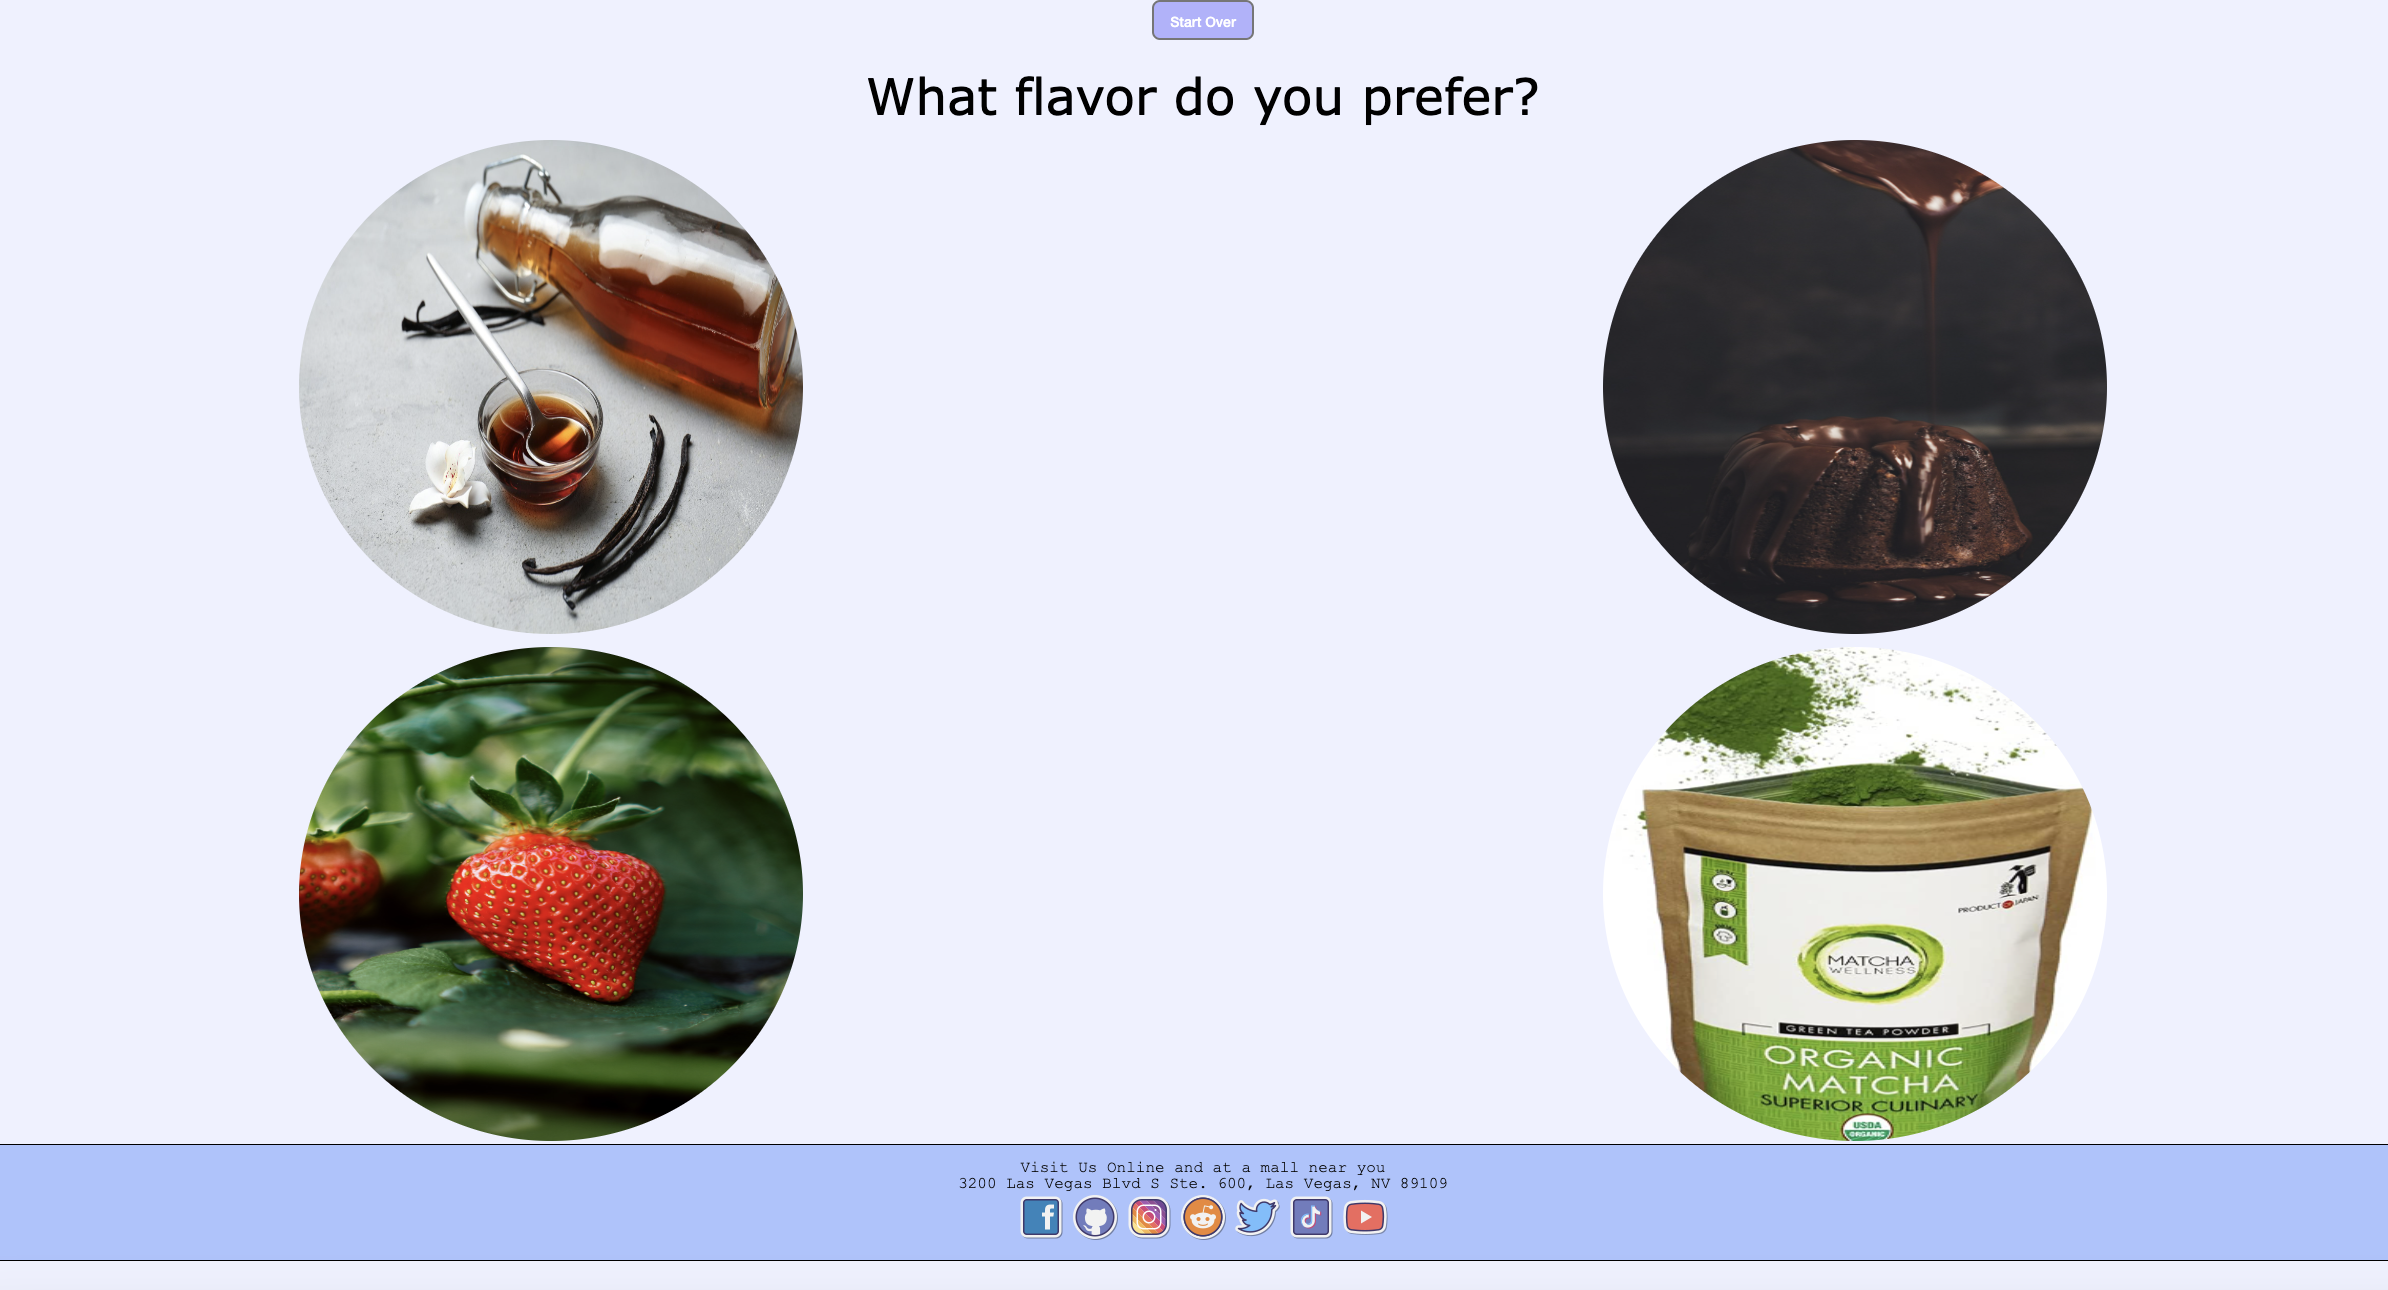 Start Over
What flavor do you prefer?
PRODUCT OF JAPAN
MATCHA
WELLNESS
GREEN TEA POWDER
ORGANIC
MATCHA
SUPERIOR CULINARY
USDA
ORGANIC
Visit Us Online and at a mall near you
3200 Las Vegas Blvd S Ste. 600, Las Vegas, NV 89109